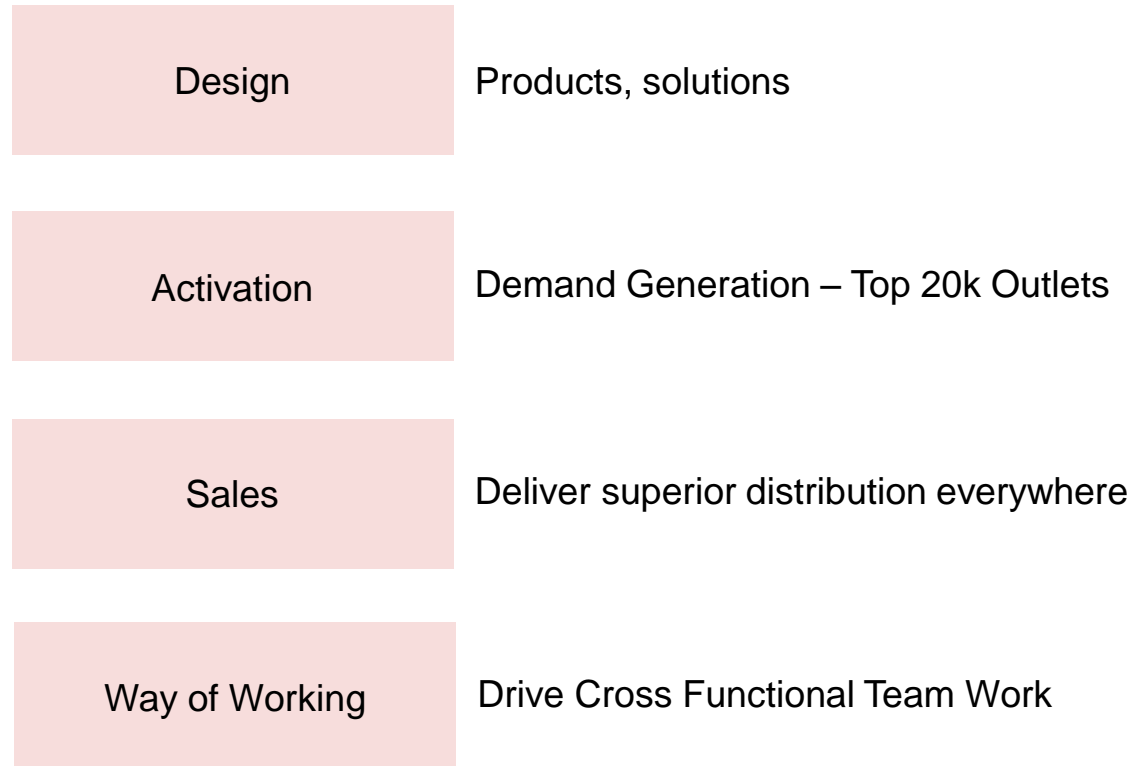 Design
Products, solutions
Activation
Demand Generation – Top 20k Outlets
Sales
Deliver superior distribution everywhere
Way of Working
Drive Cross Functional Team Work